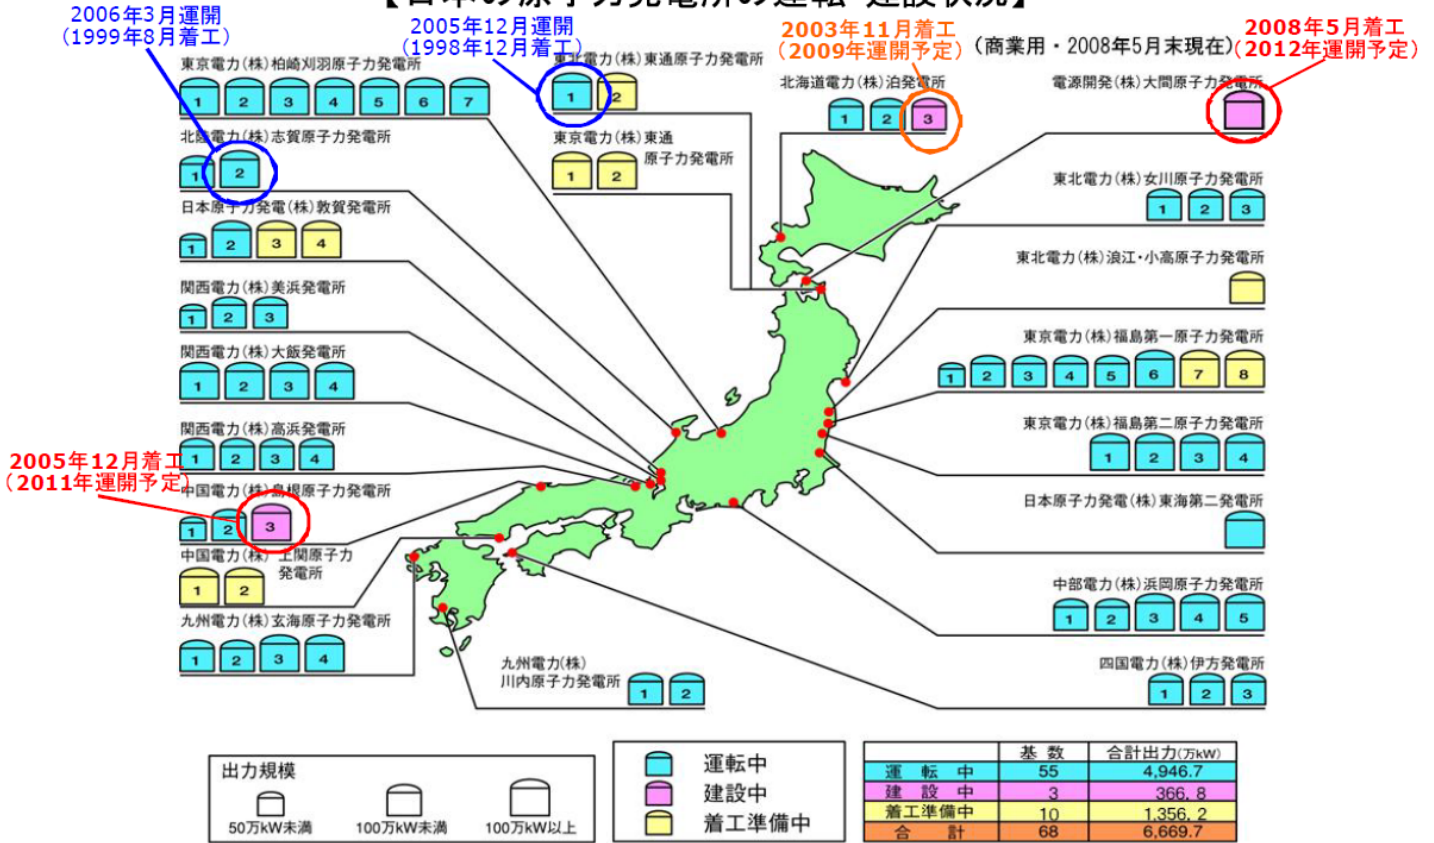 【日本の原子力発電所の運転・建設状況】
2006年3月運開
（1999年8月着工）
2005年12月運開
（1998年12月着工）
2003年11月着工
（2009年運開予定）
（商業用・2008年5月末現在）
2008年5月着工
（2012年運開予定）
東京電力（株）柏崎刈羽原子力発電所
1 2 3 4 5 6 7
東北電力（株）東通原子力発電所
1 2
北海道電力（株）泊発電所
1 2 3
電源開発（株）大間原子力発電所
北陸電力（株）志賀原子力発電所
1 2
東京電力（株）東通
原子力発電所
1 2
東北電力（株）女川原子力発電所
1 2 3
日本原子力発電（株）敦賀発電所
1 2 3 4
東北電力（株）浪江・小高原子力発電所
関西電力（株）美浜発電所
1 2 3
東京電力（株）福島第一原子力発電所
1 2 3 4 5 6 7 8
関西電力（株）大飯発電所
1 2 3 4
東京電力（株）福島第二原子力発電所
1 2 3 4
関西電力（株）高浜発電所
1 2 3 4
2005年12月着工
（2011年運開予定）
中国電力（株）島根原子力発電所
1 2 3
日本原子力発電（株）東海第二発電所
中国電力（株）上関原子力
発電所
1 2
中部電力（株）浜岡原子力発電所
1 2 3 4 5
九州電力（株）玄海原子力発電所
1 2 3 4
九州電力（株）
川内原子力発電所
1 2
四国電力（株）伊方発電所
1 2 3
出力規模
50万kW未満 100万kW未満 100万kW以上
運転中
建設中
着工準備中
基数 合計出力(万kW)
運転中 55 4,946.7
建設中 3 366.8
着工準備中 10 1,356.2
合計 68 6,669.7